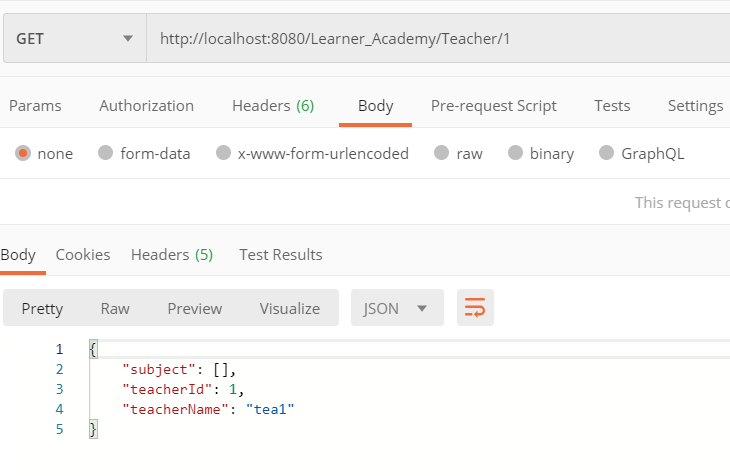 GET http://localhost:8080/Learner_Academy/Teacher/1
Params Authorization Headers (6) Body Pre-request Script Tests Settings
none form-data x-www-form-urlencoded raw binary GraphQL
This request
Body Cookies Headers (5) Test Results
Pretty Raw Preview Visualize JSON
1 {
2 "subject": [],
3 "teacherId": 1,
4 "teacherName": "tea1"
5 }